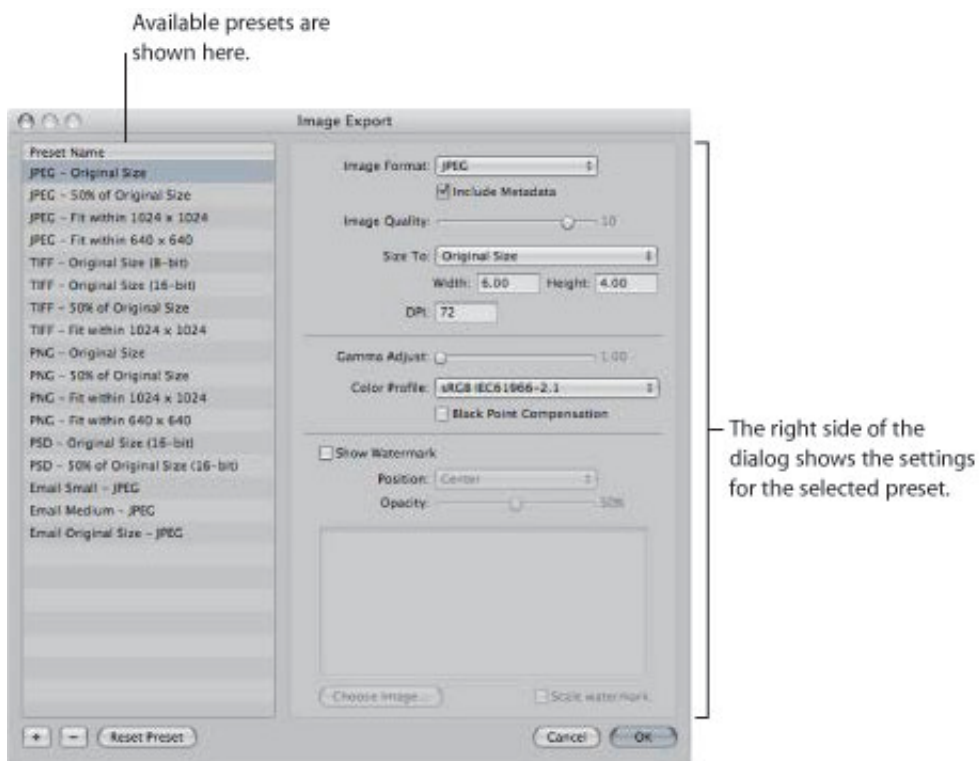 Available presets are
shown here.
Image Export
Preset Name
JPEG – Original Size
JPEG – 50% of Original Size
JPEG – Fit within 1024 x 1024
JPEG – Fit within 640 x 640
TIFF – Original Size (8-bit)
TIFF – Original Size (16-bit)
TIFF – 50% of Original Size
TIFF – Fit within 1024 x 1024
PNG – Original Size
PNG – 50% of Original Size
PNG – Fit within 1024 x 1024
PNG – Fit within 640 x 640
PSD – Original Size (16-bit)
PSD – 50% of Original Size (16-bit)
Email Small – JPEG
Email Medium – JPEG
Email Original Size – JPEG
+ – Reset Preset
Image Format: JPEG
Include Metadata
Image Quality: 10
Size To: Original Size
Width: 6.00 Height: 4.00
DPI: 72
Gamma Adjust: 1.00
Color Profile: sRGB IEC61966-2.1
Black Point Compensation
Show Watermark
Position: Center
Opacity: 50%
Choose Image... Scale watermark
Cancel OK
The right side of the
dialog shows the settings
for the selected preset.